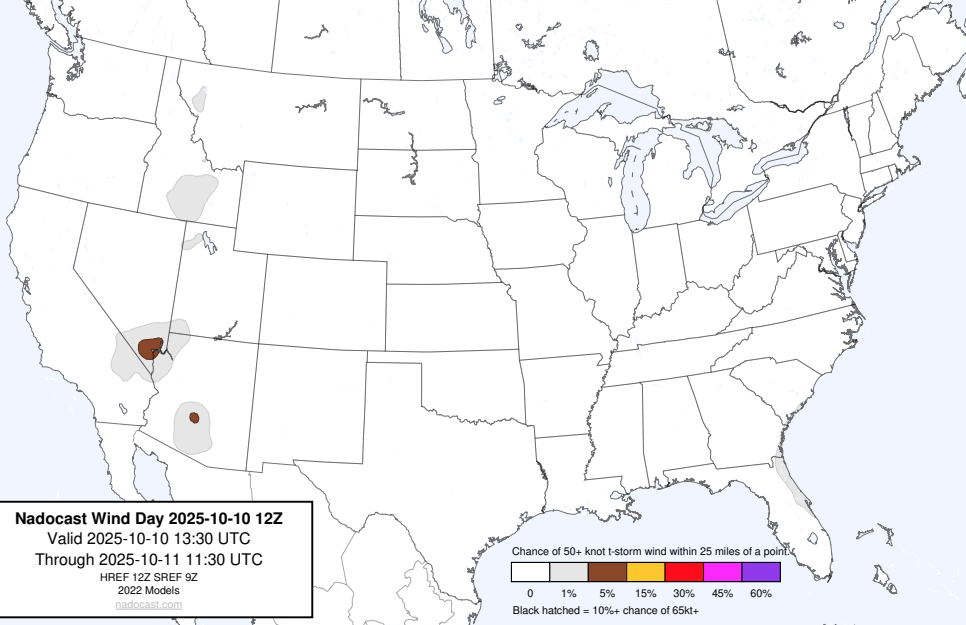 Nadocast Wind Day 2025-10-10 12Z
Valid 2025-10-10 13:30 UTC
Through 2025-10-11 11:30 UTC
HREF 12Z SREF 9Z
2022 Models
nadocast.com
Chance of 50+ knot t-storm wind within 25 miles of a point.
0 1% 5% 15% 30% 45% 60%
Black hatched = 10%+ chance of 65kt+